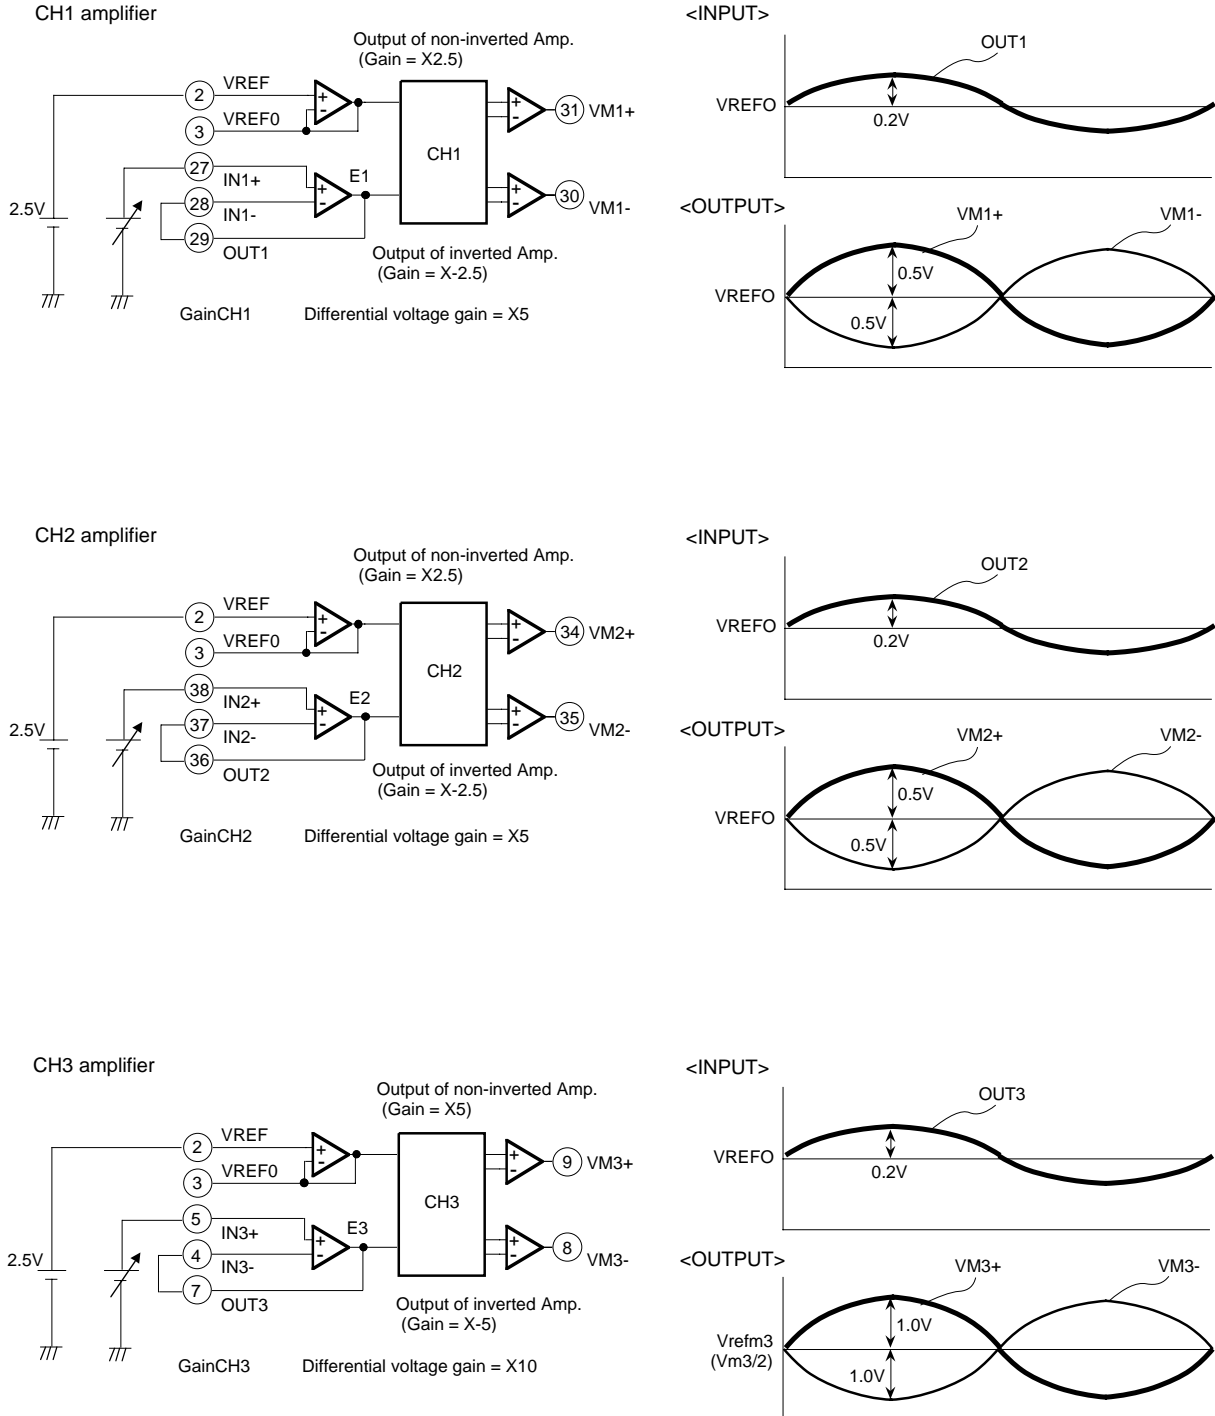 CH1 amplifier
Output of non-inverted Amp.
(Gain = X2.5)
2 VREF
3 VREF0
27 IN1+
28 IN1-
29 OUT1
2.5V
E1
CH1
31 VM1+
30 VM1-
Output of inverted Amp.
(Gain = X-2.5)
GainCH1 Differential voltage gain = X5
<INPUT>
OUT1
VREFO
0.2V
<OUTPUT>
VM1+ VM1-
0.5V
VREFO
0.5V
CH2 amplifier
Output of non-inverted Amp.
(Gain = X2.5)
2 VREF
3 VREF0
38 IN2+
37 IN2-
36 OUT2
2.5V
E2
CH2
34 VM2+
35 VM2-
Output of inverted Amp.
(Gain = X-2.5)
GainCH2 Differential voltage gain = X5
<INPUT>
OUT2
VREFO
0.2V
<OUTPUT>
VM2+ VM2-
0.5V
VREFO
0.5V
CH3 amplifier
Output of non-inverted Amp.
(Gain = X5)
2 VREF
3 VREF0
5 IN3+
4 IN3-
7 OUT3
2.5V
E3
CH3
9 VM3+
8 VM3-
Output of inverted Amp.
(Gain = X-5)
GainCH3 Differential voltage gain = X10
<INPUT>
OUT3
VREFO
0.2V
<OUTPUT>
VM3+ VM3-
1.0V
Vrefm3
(Vm3/2)
1.0V